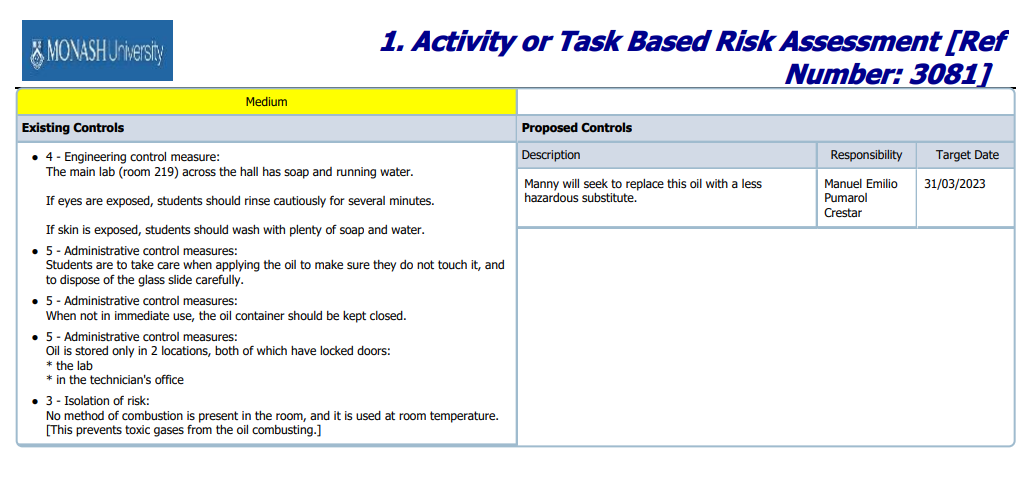 MONASH University
1. Activity or Task Based Risk Assessment [Ref
Number: 3081]
Medium
Existing Controls
● 4 - Engineering control measure:
The main lab (room 219) across the hall has soap and running water.
If eyes are exposed, students should rinse cautiously for several minutes.
If skin is exposed, students should wash with plenty of soap and water.
● 5 - Administrative control measures:
Students are to take care when applying the oil to make sure they do not touch it, and
to dispose of the glass slide carefully.
● 5 - Administrative control measures:
When not in immediate use, the oil container should be kept closed.
● 5 - Administrative control measures:
Oil is stored only in 2 locations, both of which have locked doors:
* the lab
* in the technician's office
● 3 - Isolation of risk:
No method of combustion is present in the room, and it is used at room temperature.
[This prevents toxic gases from the oil combusting.]
Proposed Controls
Description Responsibility Target Date
Manny will seek to replace this oil with a less
hazardous substitute.
Manuel Emilio
Pumarol
Crestar
31/03/2023